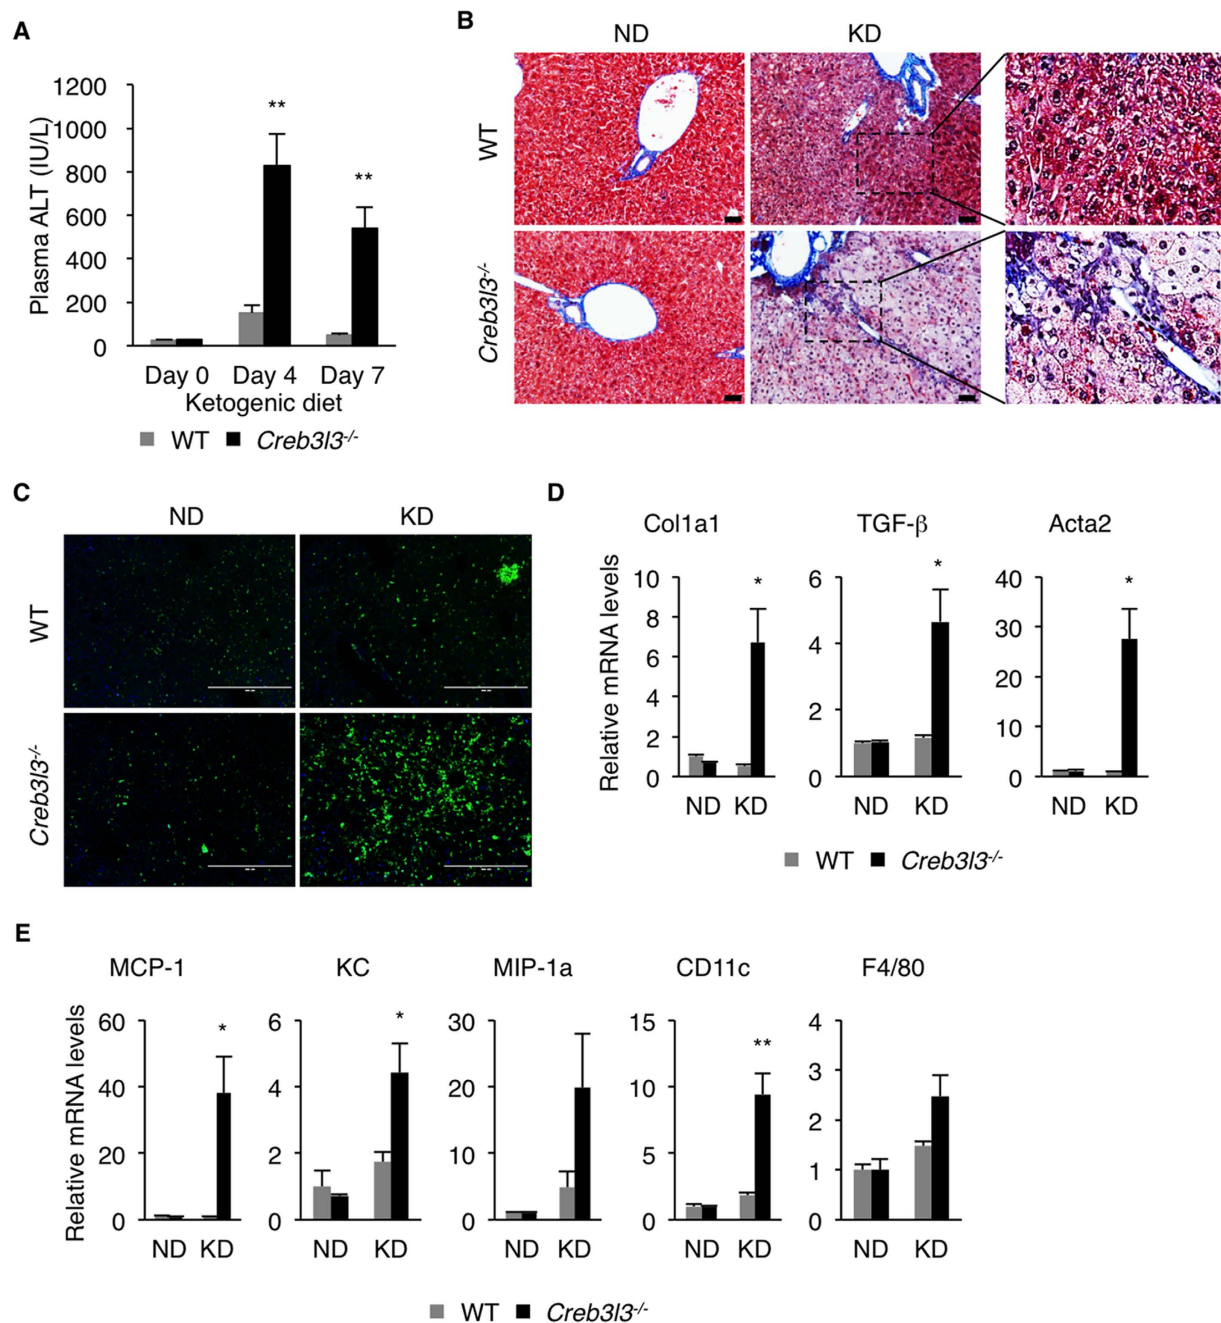 A
1200
1000
800
600
400
200
0
Plasma ALT (IU/L)
**
**
Day 0 Day 4 Day 7
Ketogenic diet
WT Creb3l3-/-
B
ND KD
WT
Creb3l3-/-
C
ND KD
WT
Creb3l3-/-
D
Col1a1 TGF-β Acta2
Relative mRNA levels
10
8
6
4
2
0
*
ND KD
6
4
2
0
*
ND KD
40
30
20
10
0
*
ND KD
WT Creb3l3-/-
E
MCP-1 KC MIP-1a CD11c F4/80
Relative mRNA levels
60
40
20
0
*
ND KD
6
4
2
0
*
ND KD
30
20
10
0
ND KD
15
10
5
0
**
ND KD
4
3
2
1
0
ND KD
WT Creb3l3-/-